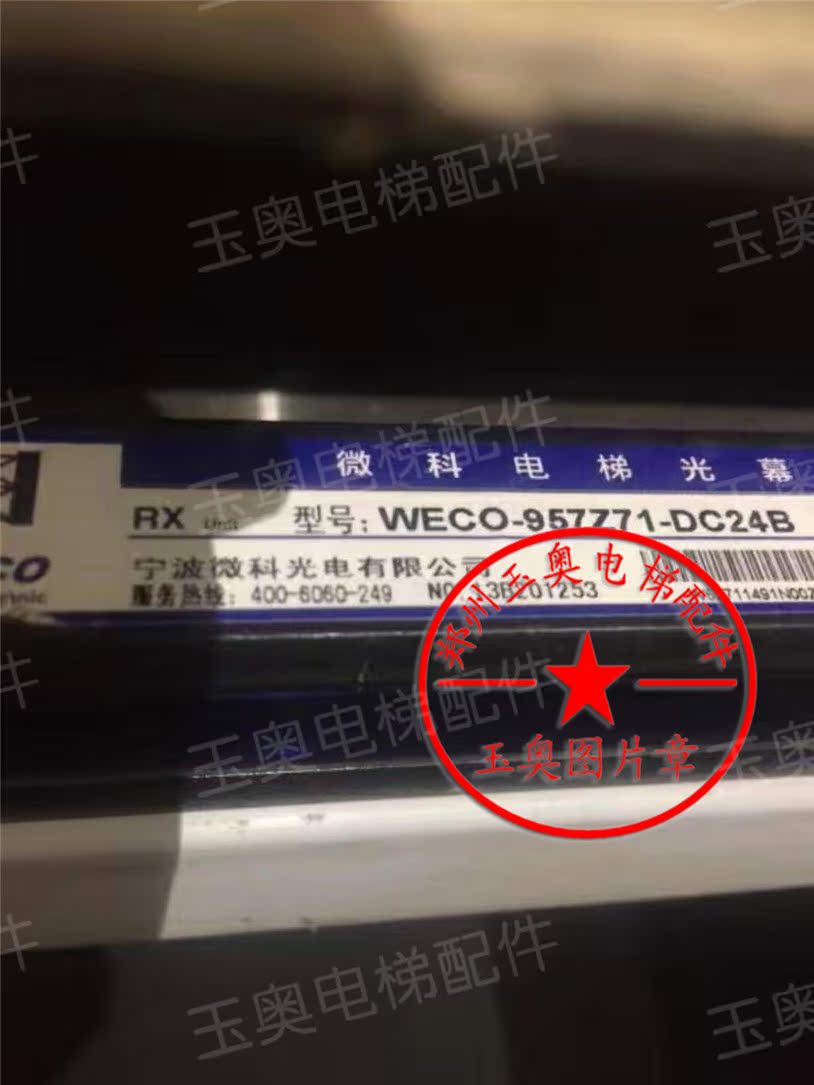 微科电梯光幕
RX Unit 型号: WECO-957Z71-DC24B
宁波微科光电有限公司
服务热线: 400-6060-249 3B201253
711491N00Z
郑州玉奥电梯配件
玉奥图片章
玉奥电梯配件
玉奥电梯配件
玉奥电梯配件
玉奥电梯配件